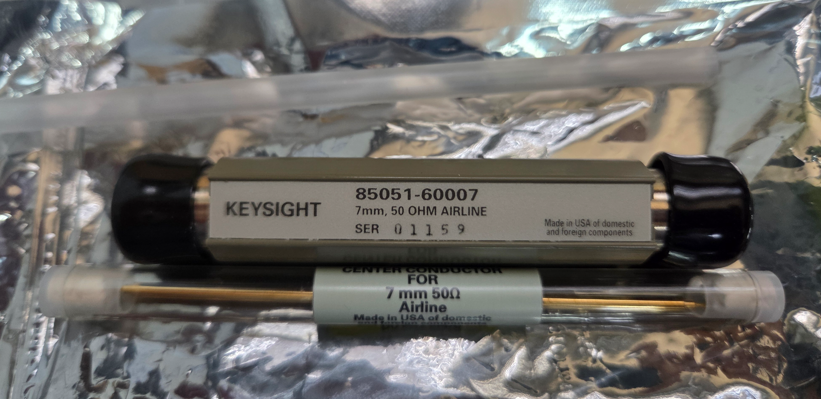 KEYSIGHT
85051-60007
7mm, 50 OHM AIRLINE
SER 01159
Made in USA of domestic
and foreign components.
CENTER CONDUCTOR
FOR
7 mm 50Ω
Airline
Made in USA of domestic